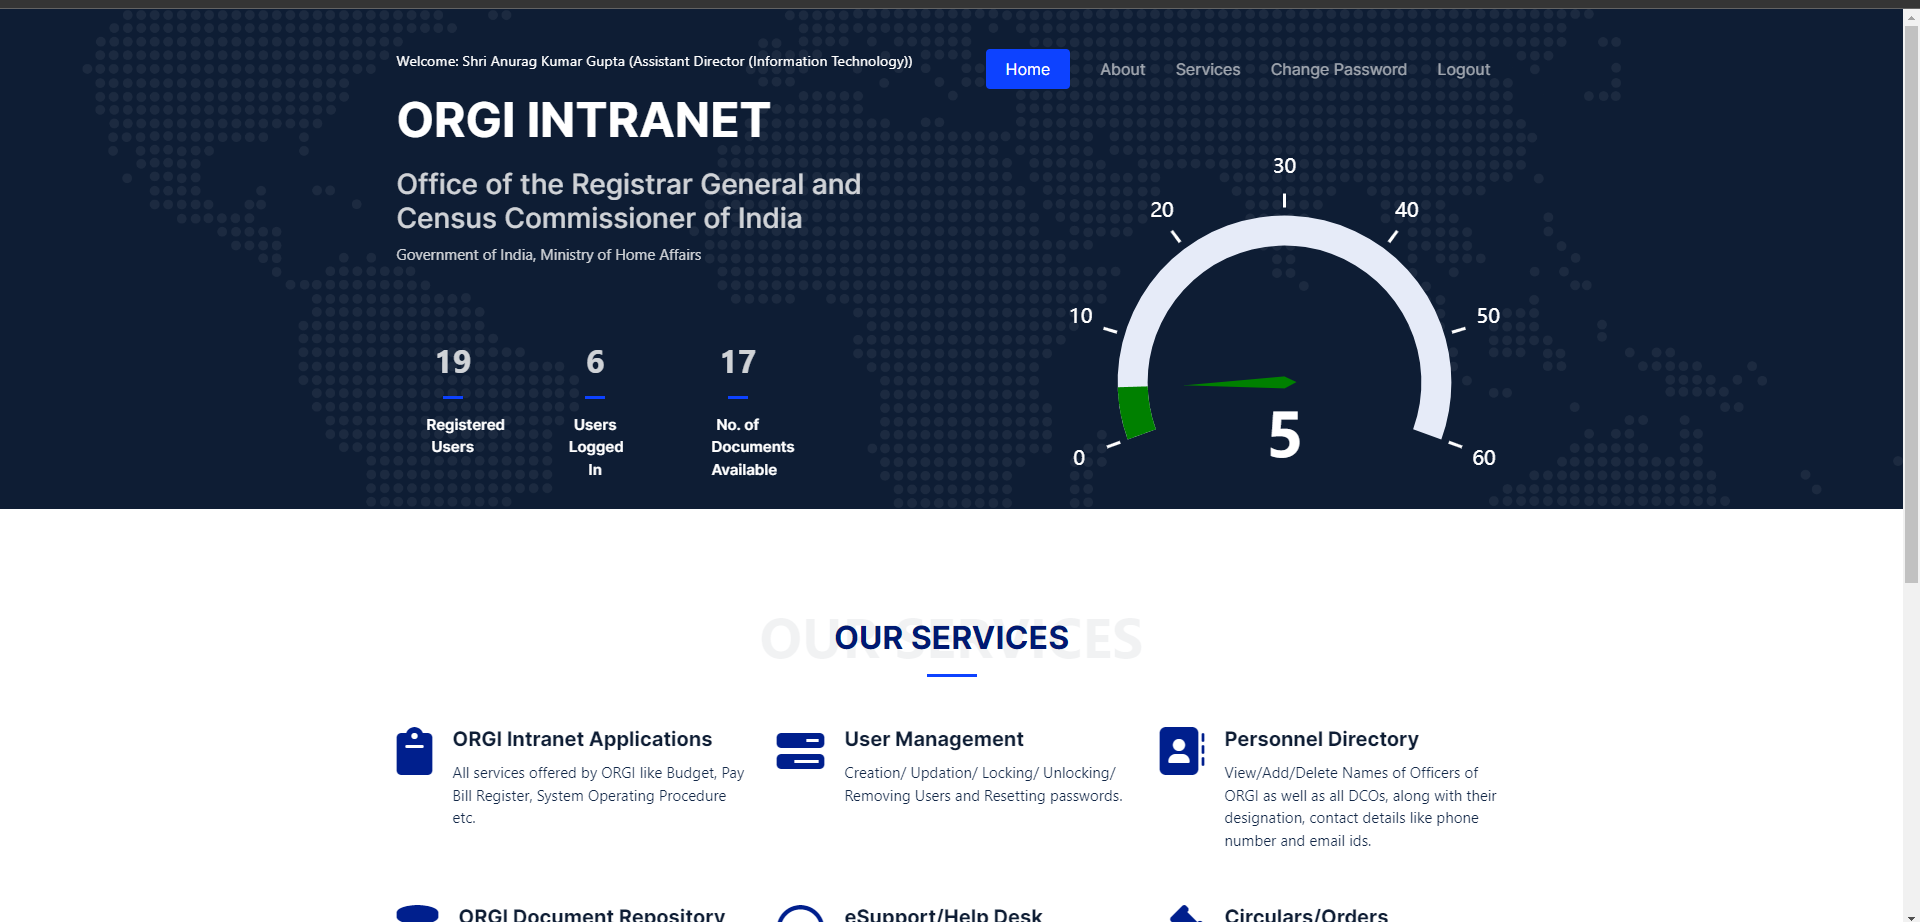 Welcome: Shri Anurag Kumar Gupta (Assistant Director (Information Technology))
Home
About
Services
Change Password
Logout
ORGI INTRANET
Office of the Registrar General and
Census Commissioner of India
Government of India, Ministry of Home Affairs
19
Registered
Users
6
Users
Logged
In
17
No. of
Documents
Available
0
10
20
30
40
50
60
5
OUR SERVICES
OUR SERVICES
ORGI Intranet Applications
All services offered by ORGI like Budget, Pay
Bill Register, System Operating Procedure
etc.
User Management
Creation/ Updation/ Locking/ Unlocking/
Removing Users and Resetting passwords.
Personnel Directory
View/Add/Delete Names of Officers of
ORGI as well as all DCOs, along with their
designation, contact details like phone
number and email ids.
ORGI Document Repository
eSupport/Help Desk
Circulars/Orders